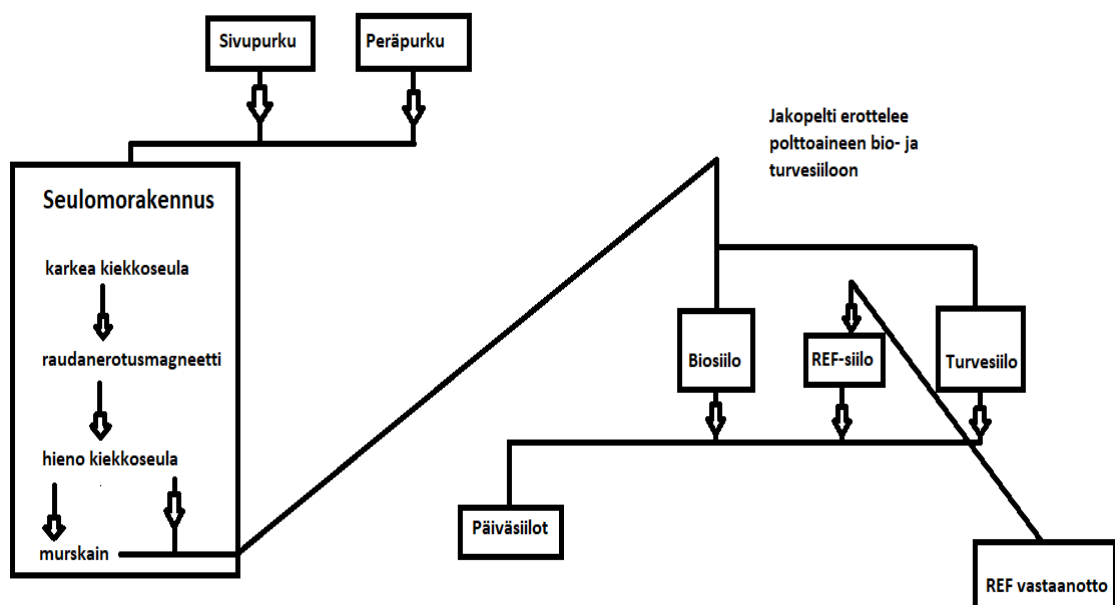 Sivupurku
Peräpurku
Jakopelti erottelee
polttoaineen bio- ja
turvesiiloon
Seulomorakennus
karkea kiekkoseula
raudanerotusmagneetti
hieno kiekkoseula
murskain
Biosiilo
REF-siilo
Turvesiilo
Päiväsiilot
REF vastaanotto